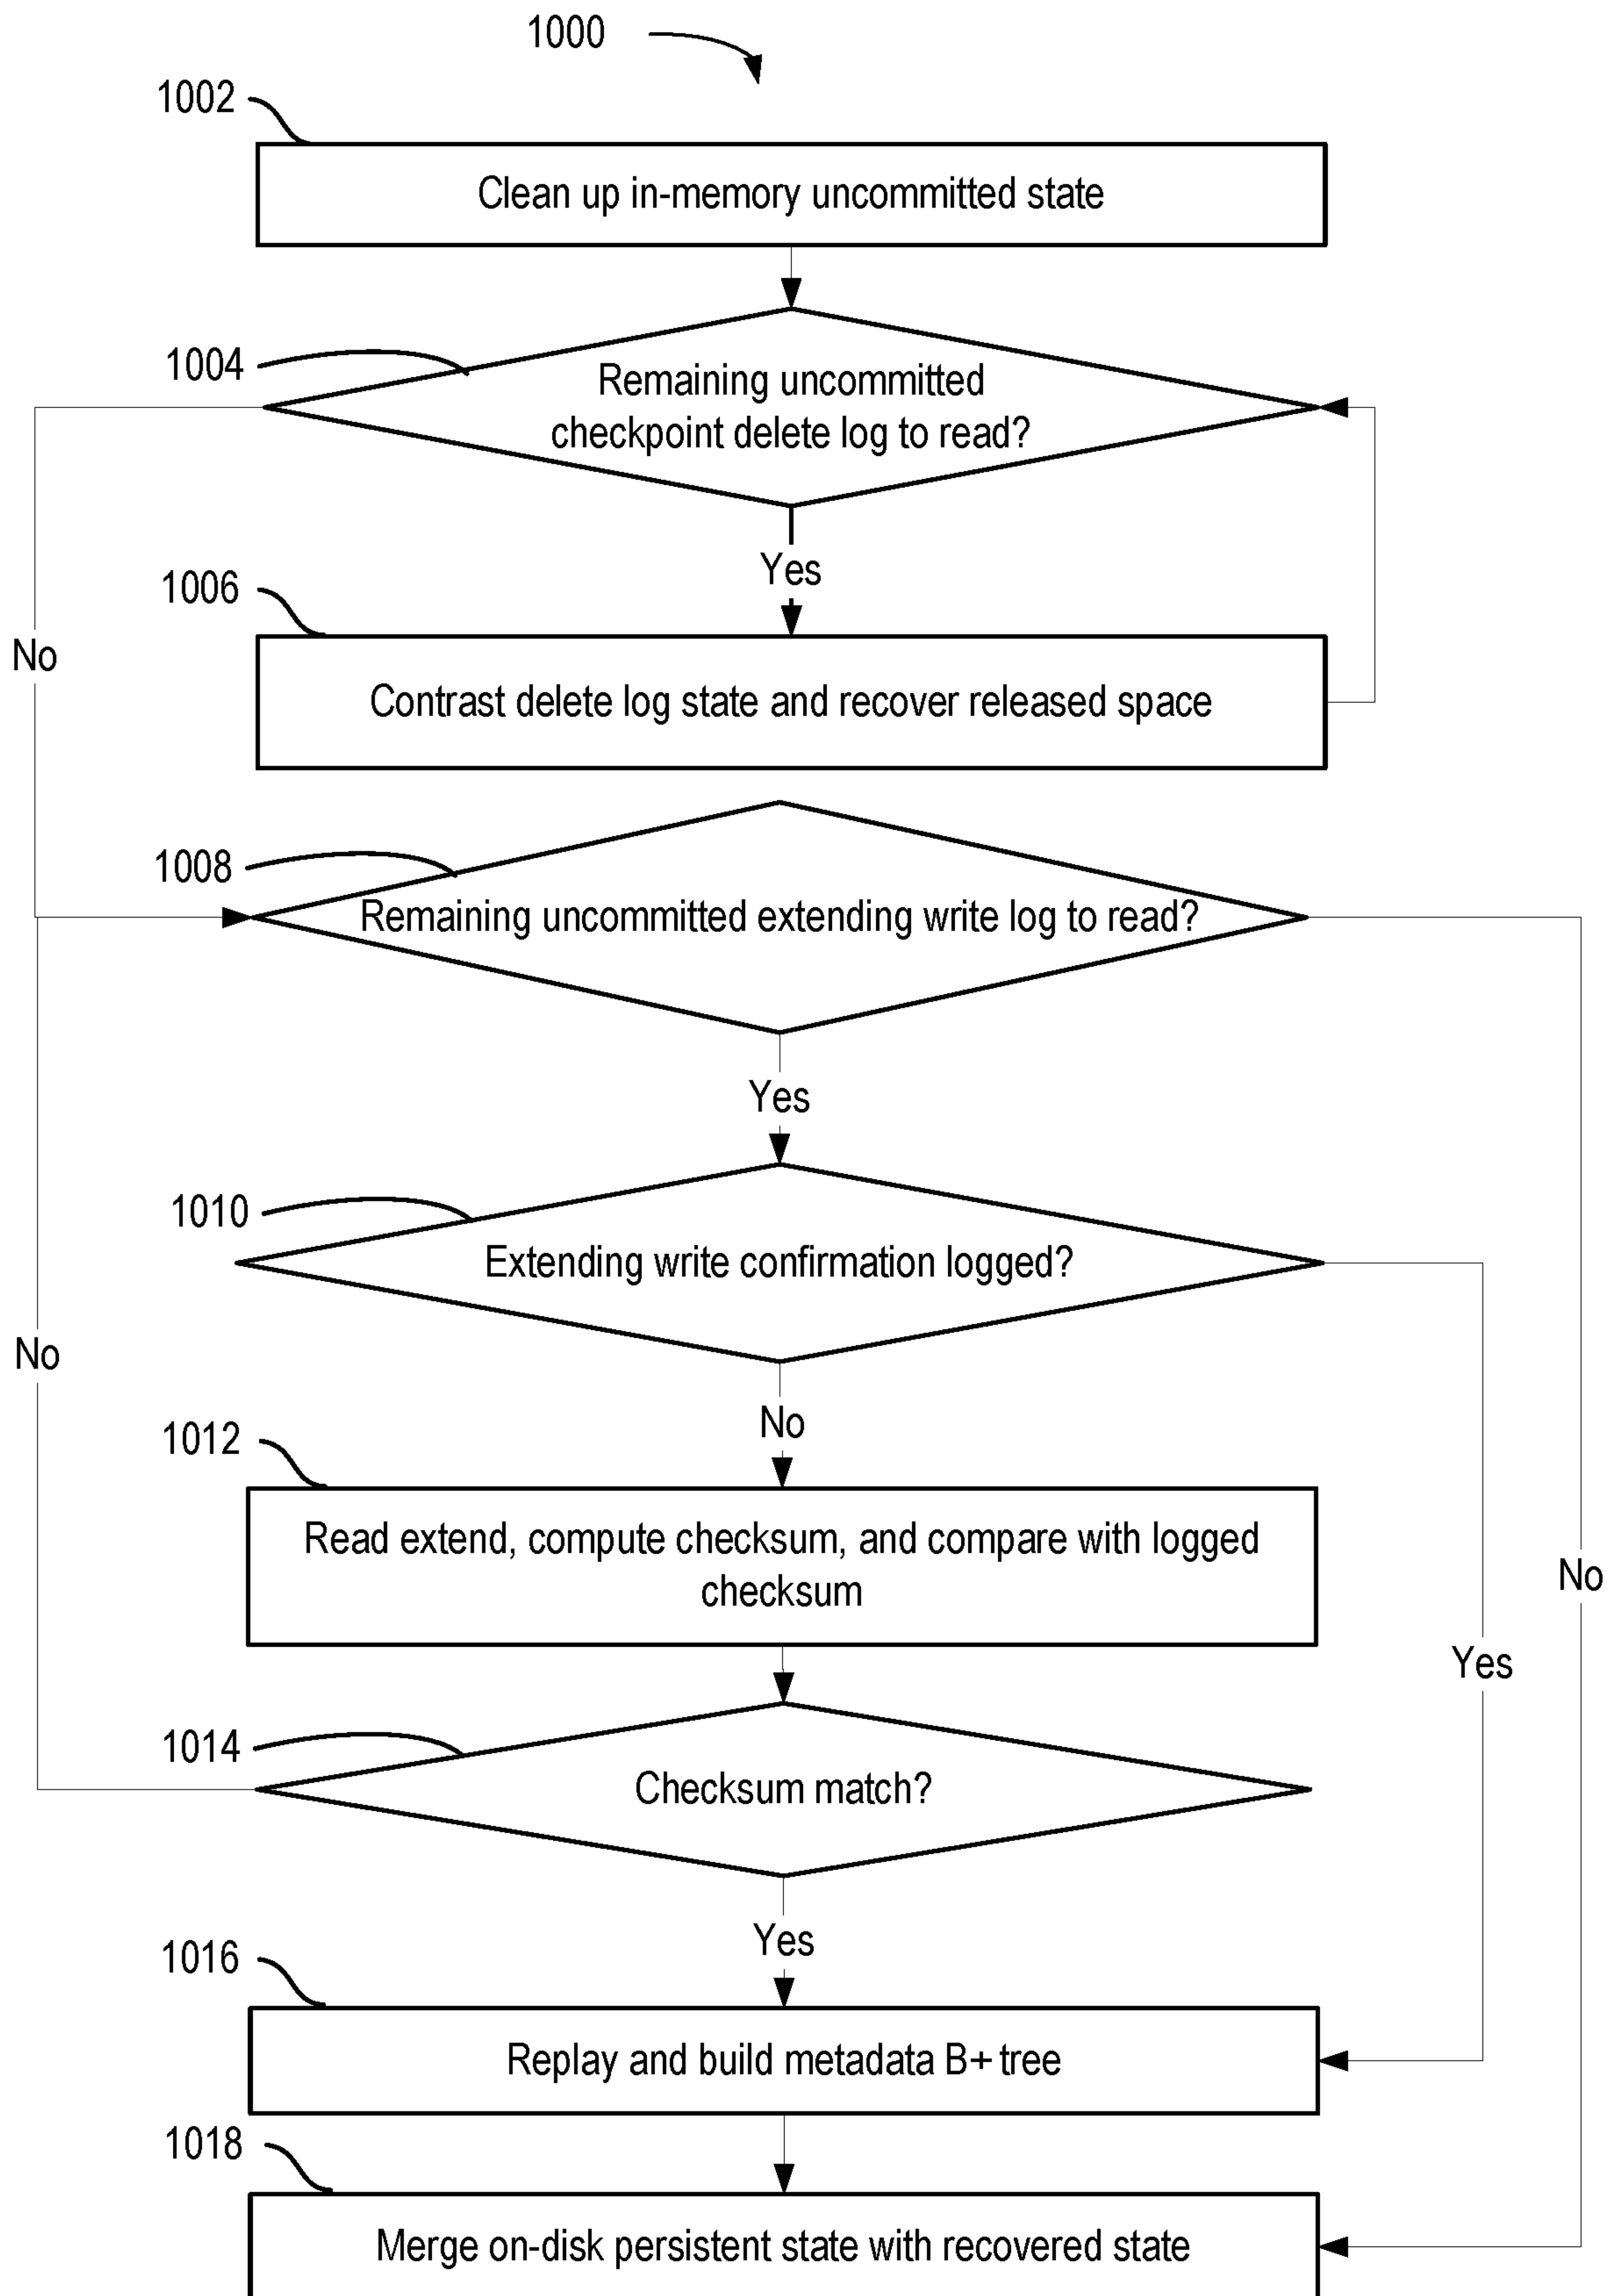 1000
1002
Clean up in-memory uncommitted state
1004
Remaining uncommitted
checkpoint delete log to read?
Yes
1006
No
Contrast delete log state and recover released space
1008
Remaining uncommitted extending write log to read?
Yes
1010
Extending write confirmation logged?
No
No
1012
Read extend, compute checksum, and compare with logged
checksum
No
Yes
1014
Checksum match?
Yes
1016
Replay and build metadata B+ tree
1018
Merge on-disk persistent state with recovered state